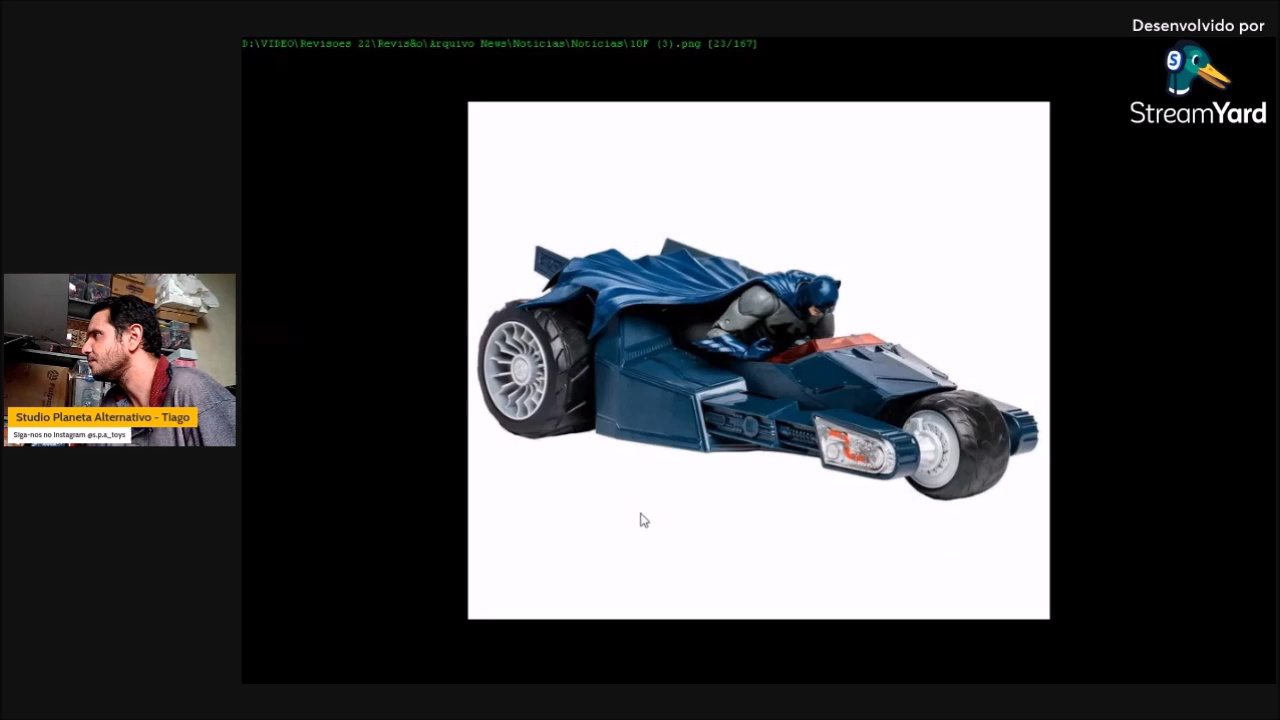 Desenvolvido por
StreamYard
D:\VIDEO\Revisoes 22\Revisão\Arquivo News\Noticias\Noticias\10F (3).png [23/167]
Studio Planeta Alternativo - Tiago
Siga-nos no Instagram @s.p.a_toys